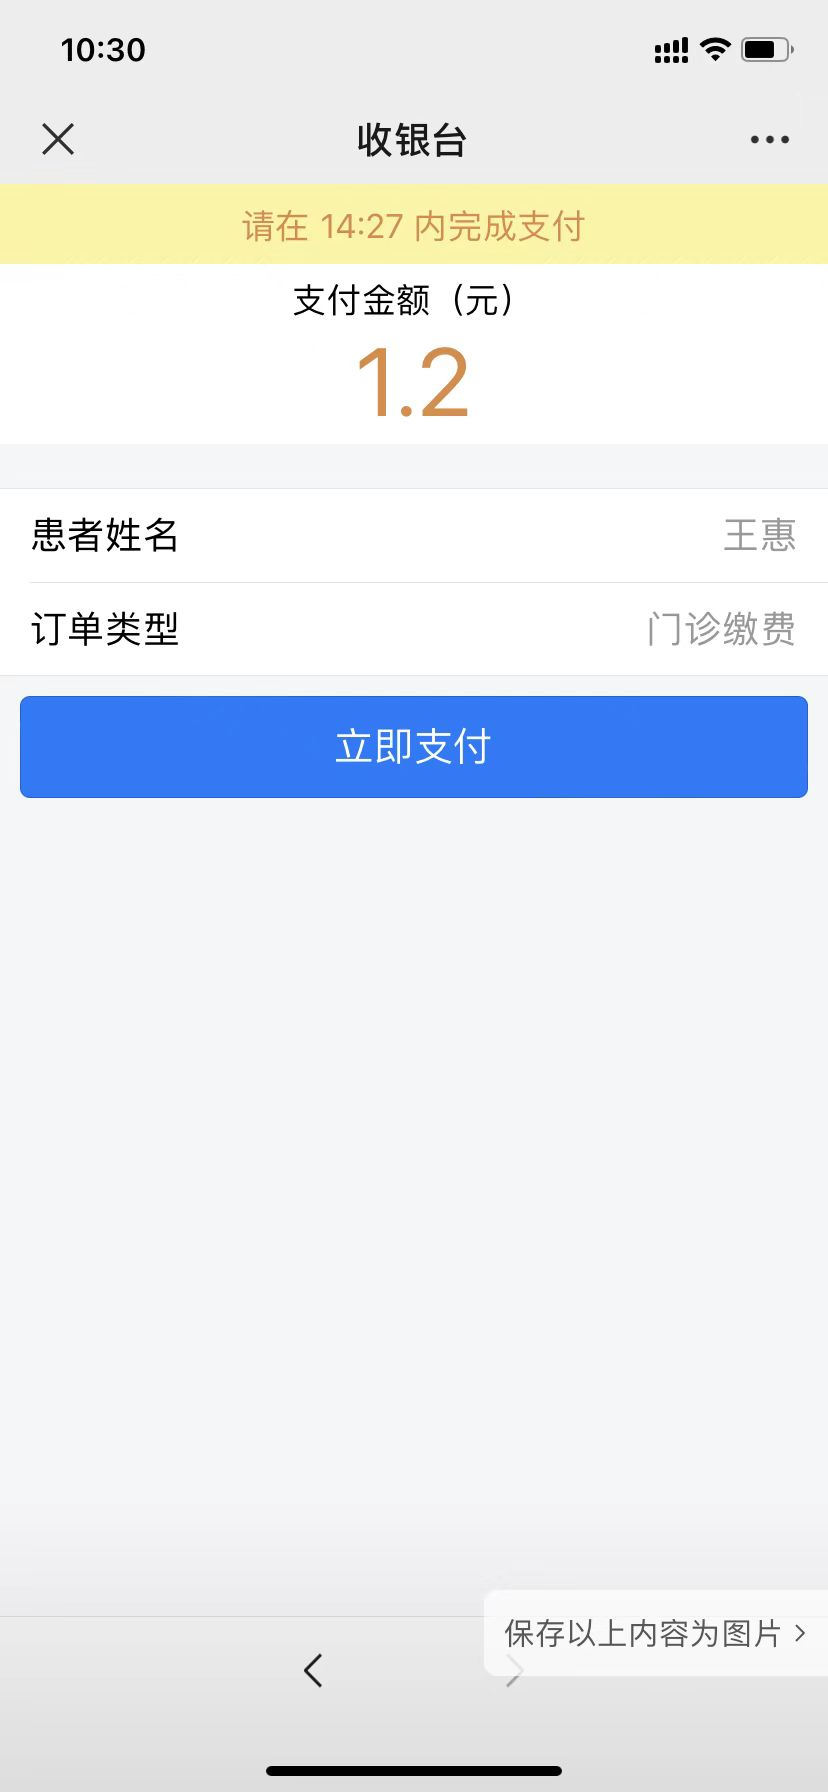 10:30
收银台
请在 14:27 内完成支付
支付金额（元）
1.2
患者姓名 王惠
订单类型 门诊缴费
立即支付
保存以上内容为图片